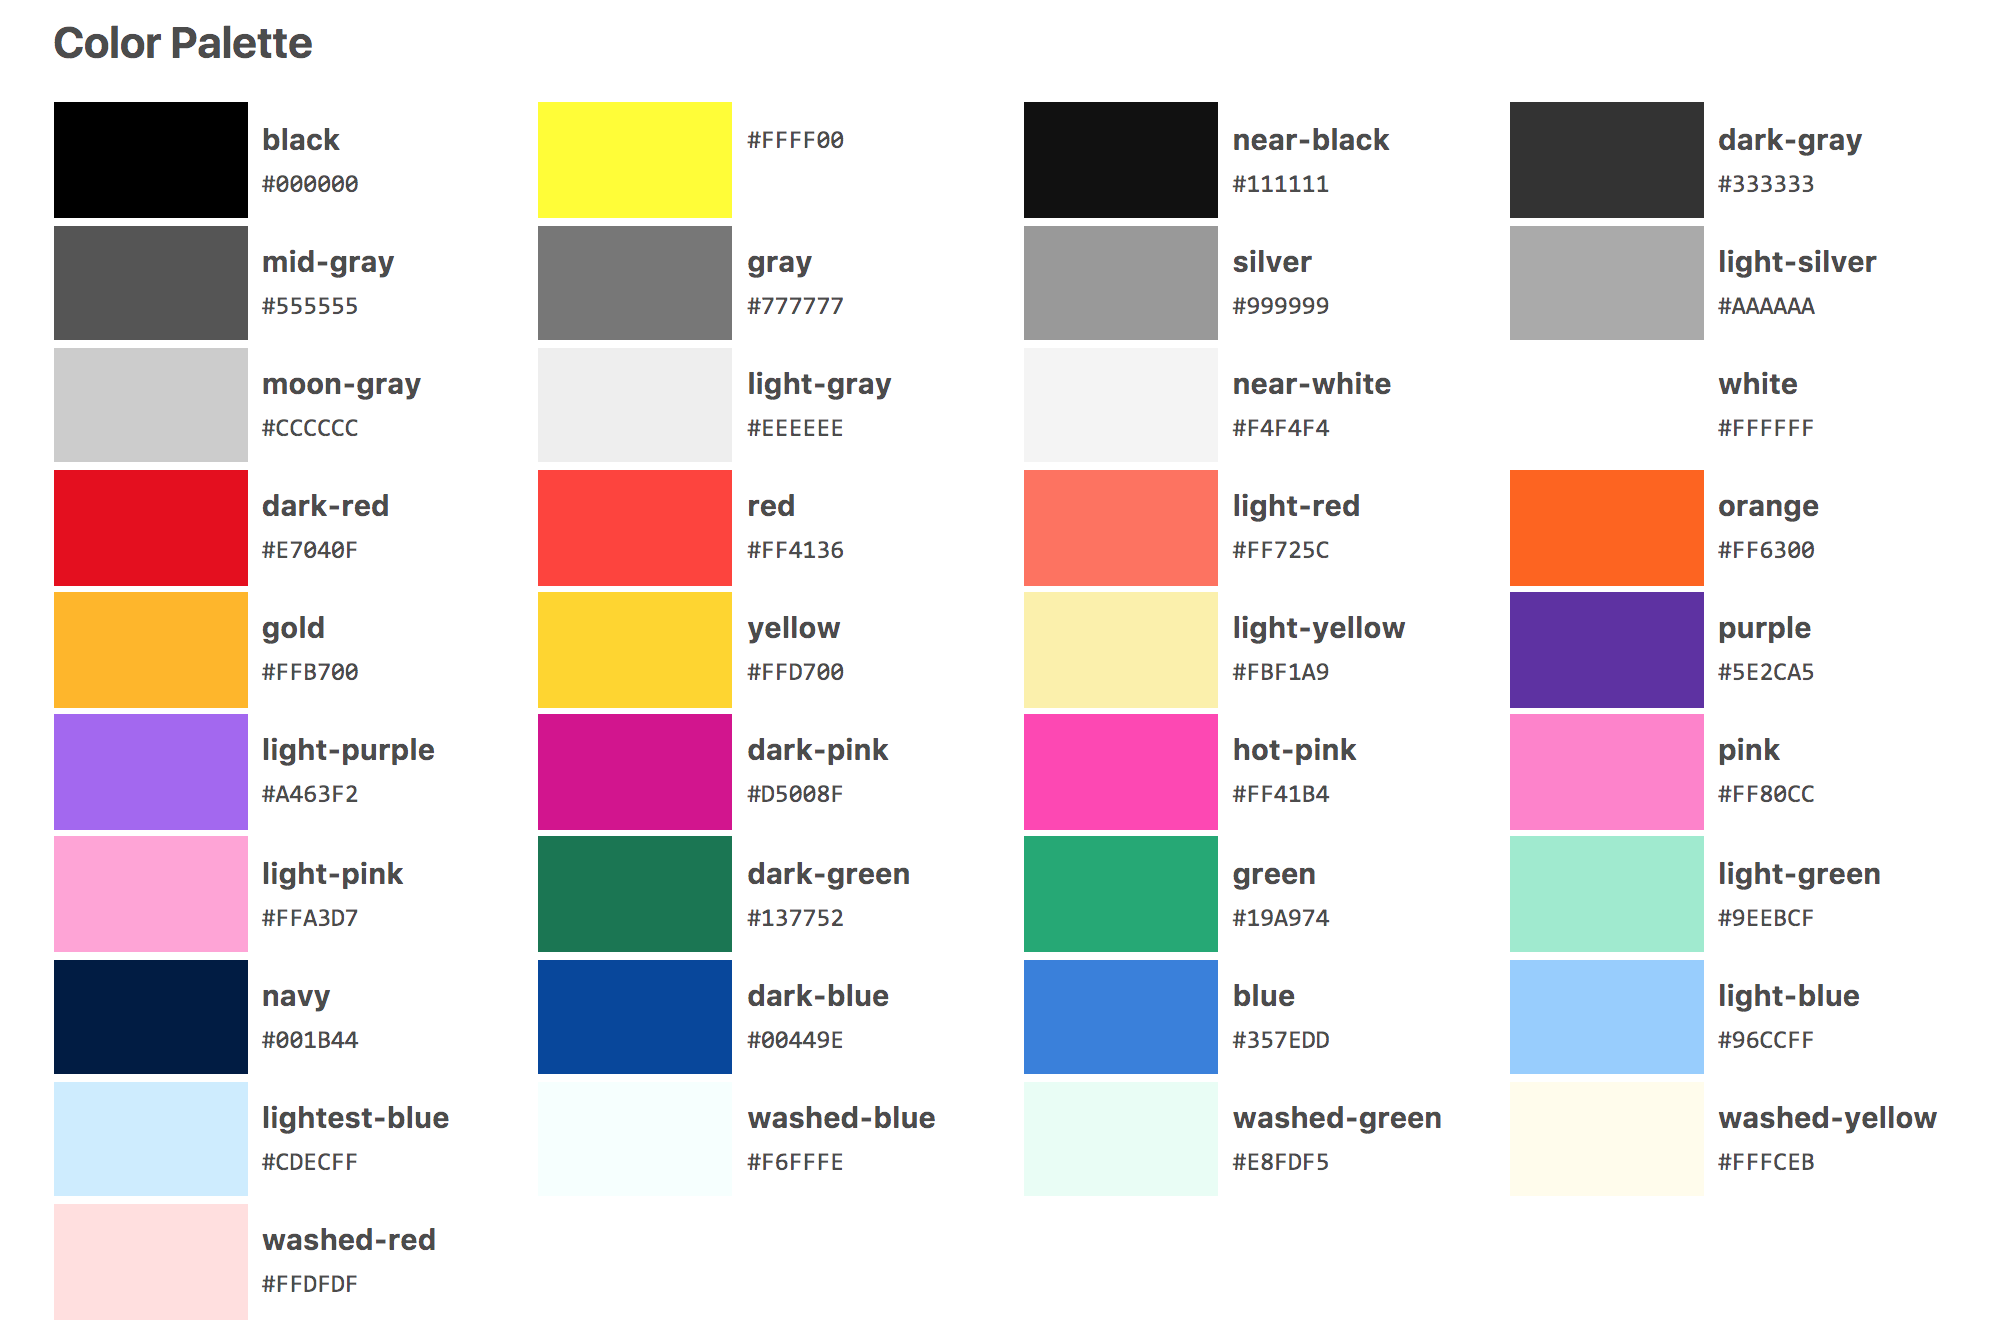 Color Palette
black
#000000
#FFFF00
near-black
#111111
dark-gray
#333333
mid-gray
#555555
gray
#777777
silver
#999999
light-silver
#AAAAAA
moon-gray
#CCCCCC
light-gray
#EEEEEE
near-white
#F4F4F4
white
#FFFFFF
dark-red
#E7040F
red
#FF4136
light-red
#FF725C
orange
#FF6300
gold
#FFB700
yellow
#FFD700
light-yellow
#FBF1A9
purple
#5E2CA5
light-purple
#A463F2
dark-pink
#D5008F
hot-pink
#FF41B4
pink
#FF80CC
light-pink
#FFA3D7
dark-green
#137752
green
#19A974
light-green
#9EEBCF
navy
#001B44
dark-blue
#00449E
blue
#357EDD
light-blue
#96CCFF
lightest-blue
#CDECFF
washed-blue
#F6FFFE
washed-green
#E8FDF5
washed-yellow
#FFFCEB
washed-red
#FFDFDF